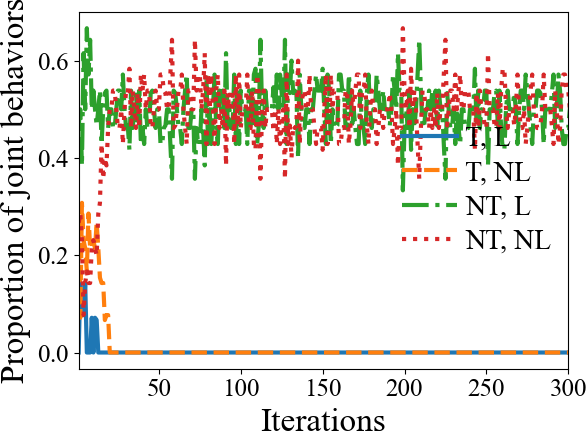 Proportion of joint behaviors
0.6
0.4
0.2
0.0
T, L
T, NL
NT, L
NT, NL
50
100
150
200
250
300
Iterations